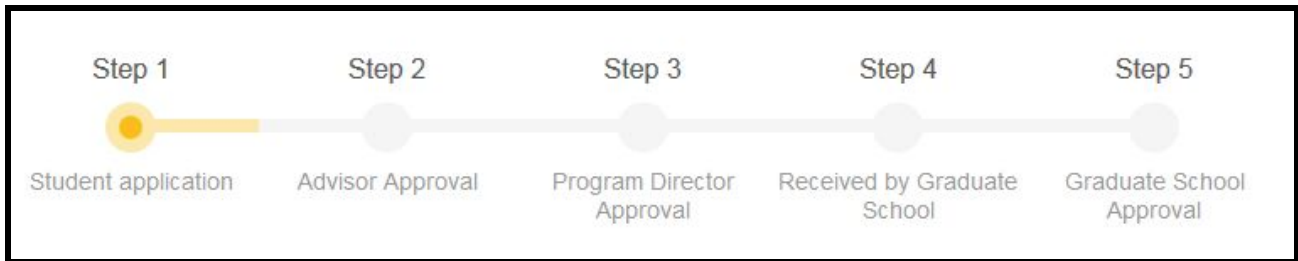 Step 1
Step 2
Step 3
Step 4
Step 5
Student application
Advisor Approval
Program Director
Approval
Received by Graduate
School
Graduate School
Approval